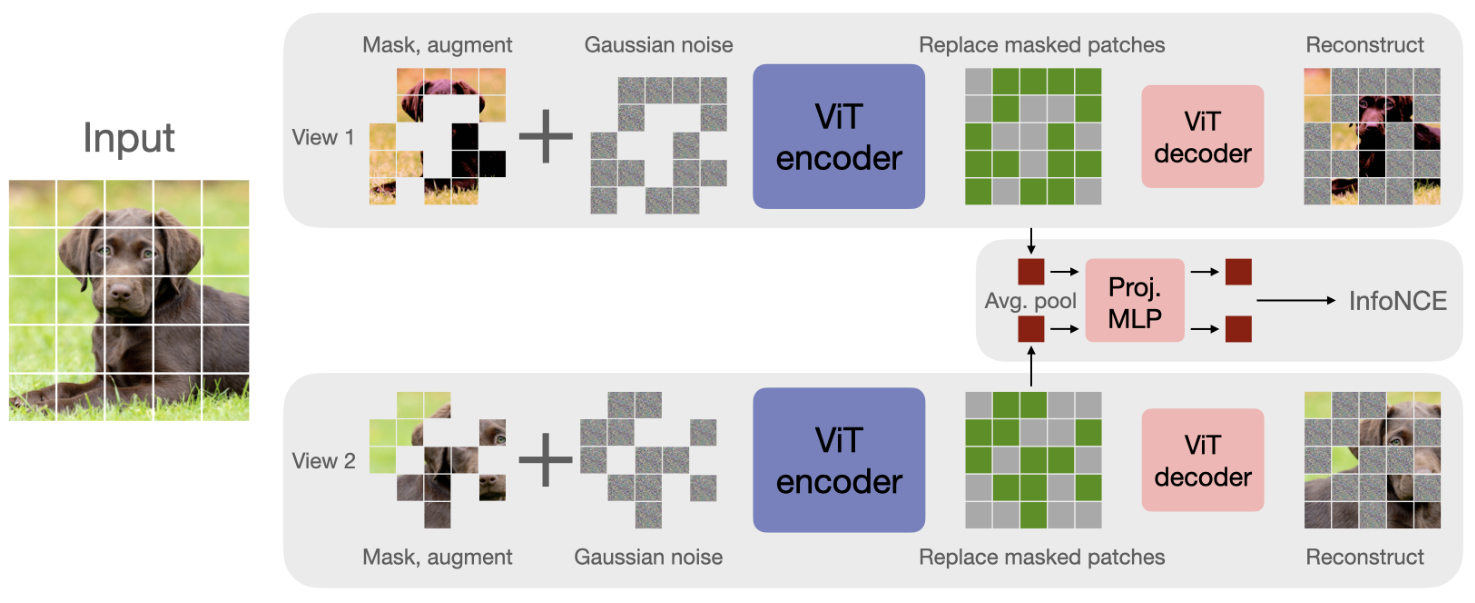 Input
Mask, augment
Gaussian noise
Replace masked patches
Reconstruct
View 1
ViT
encoder
ViT
decoder
Avg. pool
Proj.
MLP
InfoNCE
View 2
ViT
encoder
ViT
decoder
Mask, augment
Gaussian noise
Replace masked patches
Reconstruct